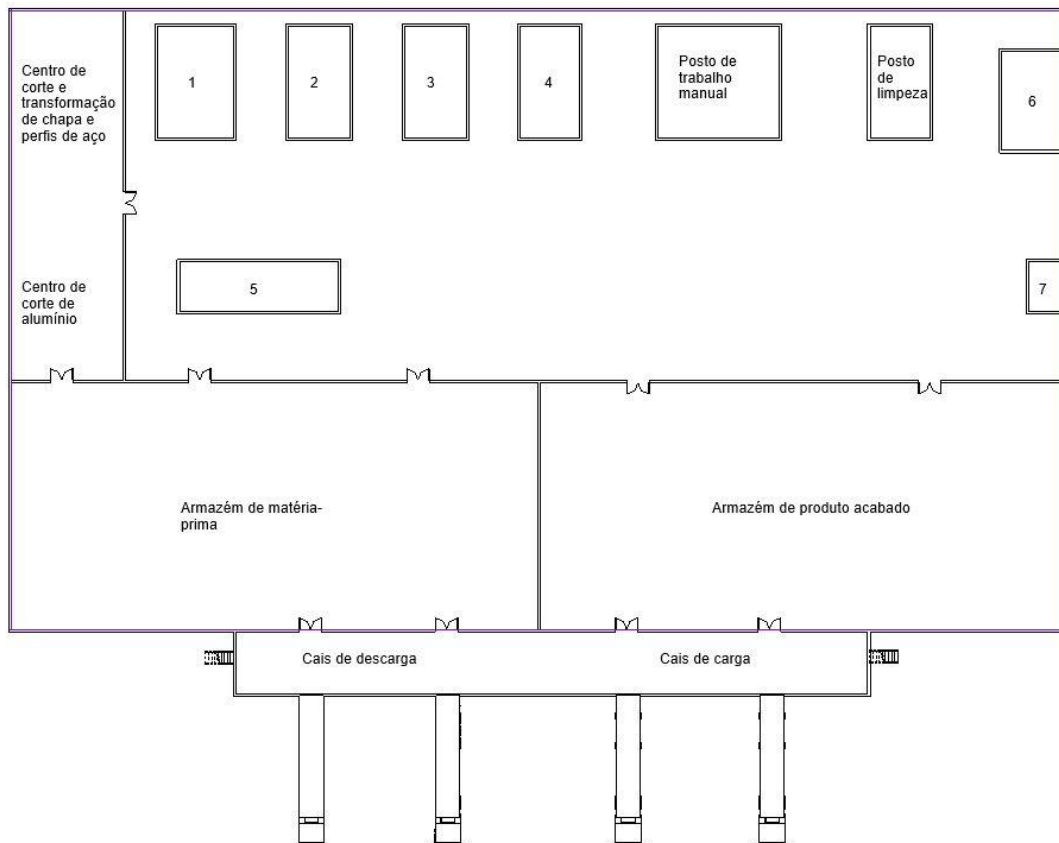 Centro de
corte e
transformação
de chapa e
perfis de aço
1
2
3
4
Posto de
trabalho
manual
Posto
de
limpeza
6
Centro de
corte de
alumínio
5
7
Armazém de matéria-
prima
Armazém de produto acabado
Cais de descarga
Cais de carga